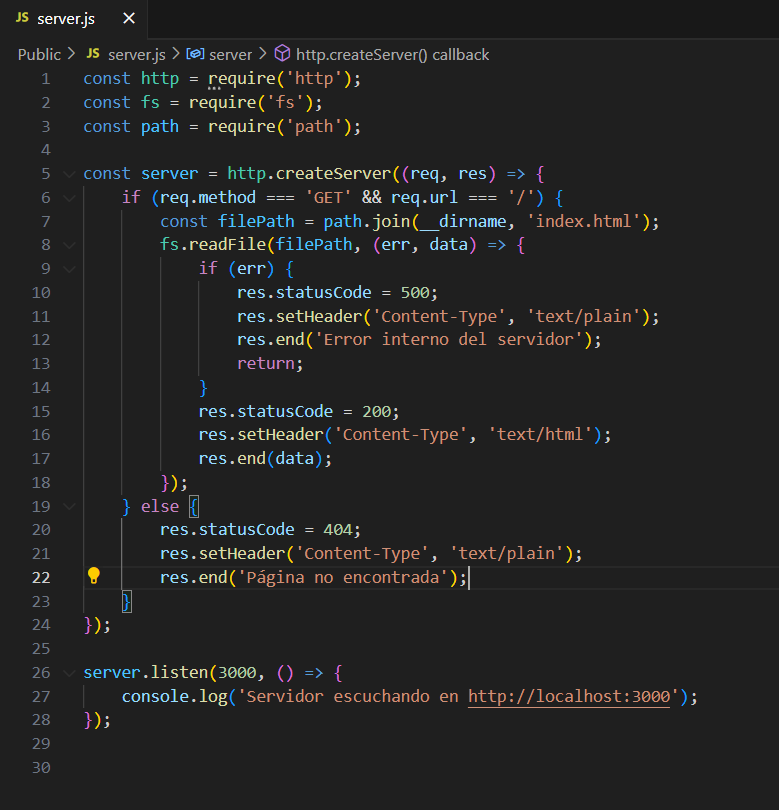 JS server.js ×
Public > JS server.js > server > http.createServer() callback
1 const http = require('http');
2 const fs = require('fs');
3 const path = require('path');
4
5 const server = http.createServer((req, res) => {
6     if (req.method === 'GET' && req.url === '/') {
7         const filePath = path.join(__dirname, 'index.html');
8         fs.readFile(filePath, (err, data) => {
9             if (err) {
10                 res.statusCode = 500;
11                 res.setHeader('Content-Type', 'text/plain');
12                 res.end('Error interno del servidor');
13                 return;
14             }
15             res.statusCode = 200;
16             res.setHeader('Content-Type', 'text/html');
17             res.end(data);
18         });
19     } else {
20         res.statusCode = 404;
21         res.setHeader('Content-Type', 'text/plain');
22         res.end('Página no encontrada');
23     }
24 });
25
26 server.listen(3000, () => {
27     console.log('Servidor escuchando en http://localhost:3000');
28 });
29
30